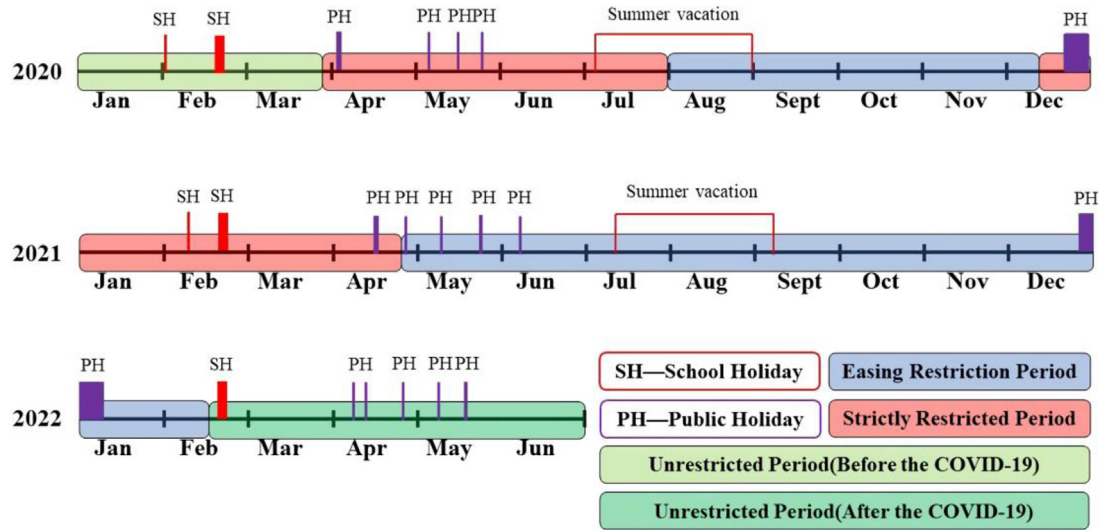 Summer vacation
SH SH PH PH PH PH PH
2020
Jan Feb Mar Apr May Jun Jul Aug Sept Oct Nov Dec
Summer vacation
SH SH PH PH PH PH PH PH
2021
Jan Feb Mar Apr May Jun Jul Aug Sept Oct Nov Dec
PH SH PH PH PH PH
2022
Jan Feb Mar Apr May Jun
SH—School Holiday
Easing Restriction Period
PH—Public Holiday
Strictly Restricted Period
Unrestricted Period(Before the COVID-19)
Unrestricted Period(After the COVID-19)